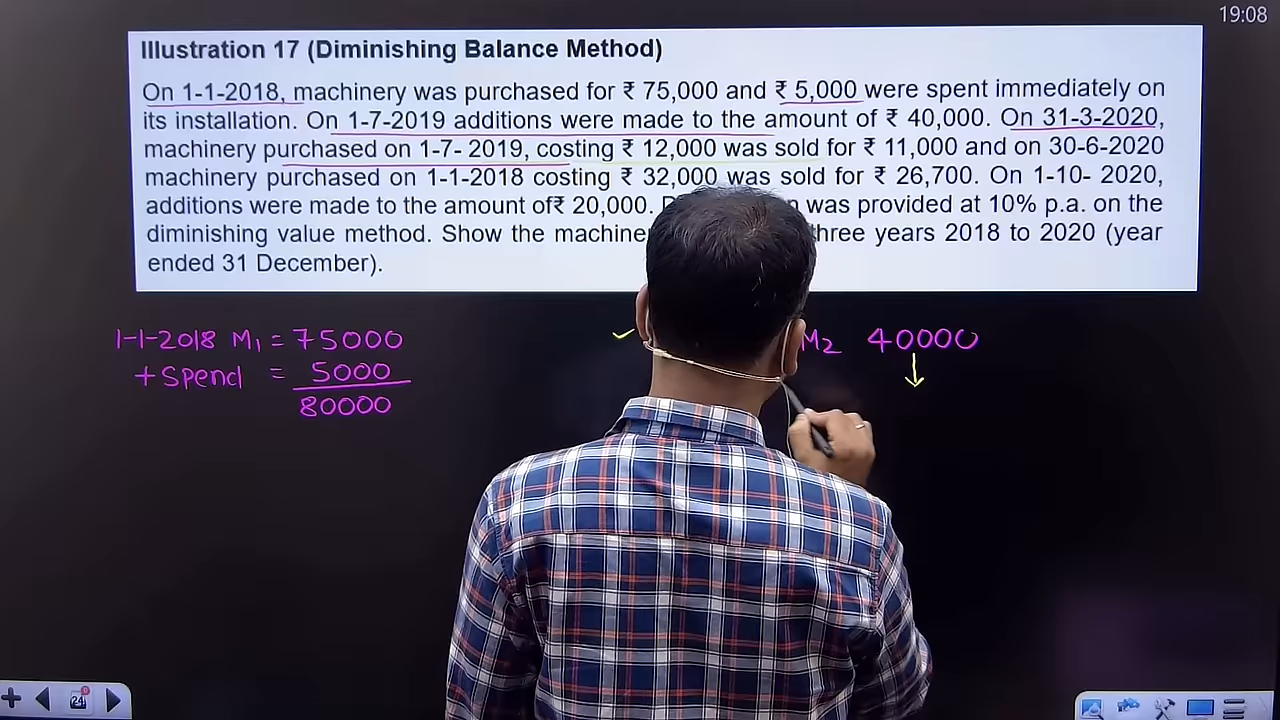 19:08
Illustration 17 (Diminishing Balance Method)
On 1-1-2018, machinery was purchased for ₹ 75,000 and ₹ 5,000 were spent immediately on
its installation. On 1-7-2019 additions were made to the amount of ₹ 40,000. On 31-3-2020,
machinery purchased on 1-7- 2019, costing ₹ 12,000 was sold for ₹ 11,000 and on 30-6-2020
machinery purchased on 1-1-2018 costing ₹ 32,000 was sold for ₹ 26,700. On 1-10- 2020,
additions were made to the amount of₹ 20,000. was provided at 10% p.a. on the
diminishing value method. Show the three years 2018 to 2020 (year
ended 31 December).
1-1-2018 M₁ = 75000
+ Spend = 5000
80000
M₂ 40000
24